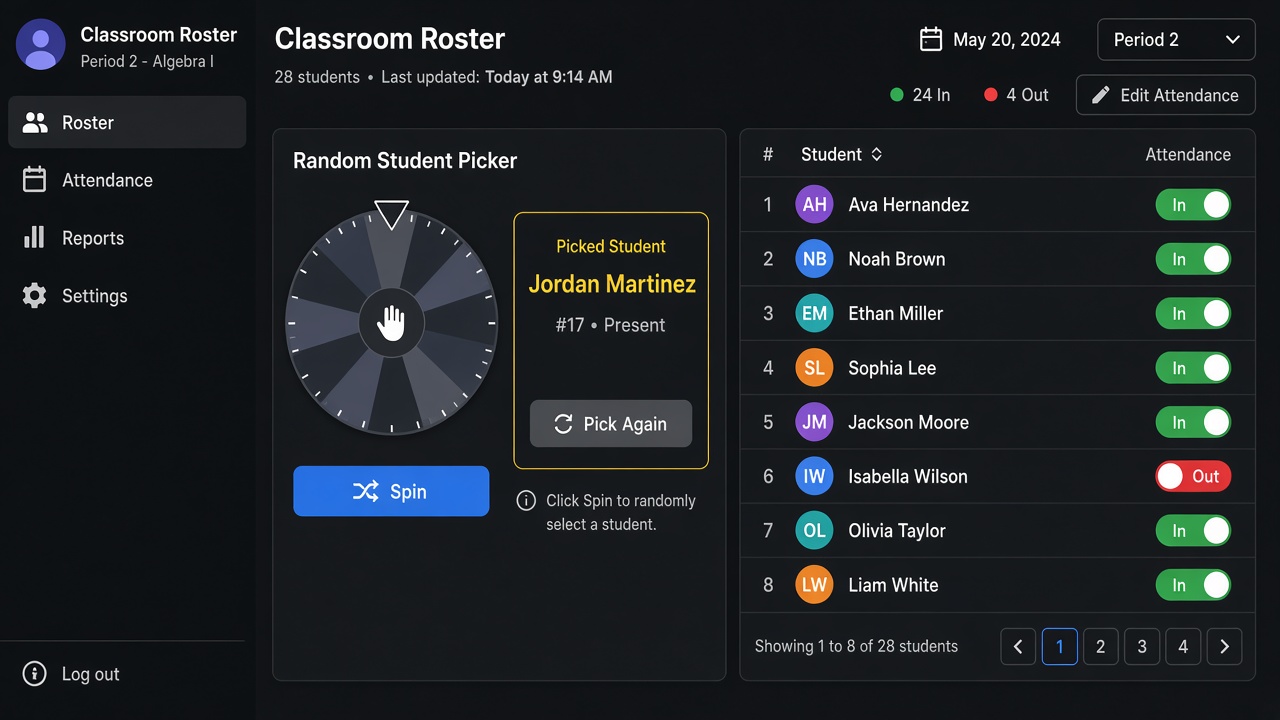 Classroom Roster
Period 2 - Algebra I
Roster
Attendance
Reports
Settings
Log out
Classroom Roster
28 students • Last updated: Today at 9:14 AM
May 20, 2024
Period 2
24 In
4 Out
Edit Attendance
Random Student Picker
Picked Student
Jordan Martinez
#17 • Present
Pick Again
Spin
Click Spin to randomly
select a student.
# Student Attendance
1 AH Ava Hernandez In
2 NB Noah Brown In
3 EM Ethan Miller In
4 SL Sophia Lee In
5 JM Jackson Moore In
6 IW Isabella Wilson Out
7 OL Olivia Taylor In
8 LW Liam White In
Showing 1 to 8 of 28 students
1 2 3 4